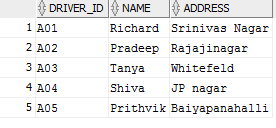 DRIVER_ID NAME ADDRESS
1 A01 Richard Srinivas Nagar
2 A02 Pradeep Rajajinagar
3 A03 Tanya Whitefeld
4 A04 Shiva JP nagar
5 A05 Prithvik Baiyapanahalli